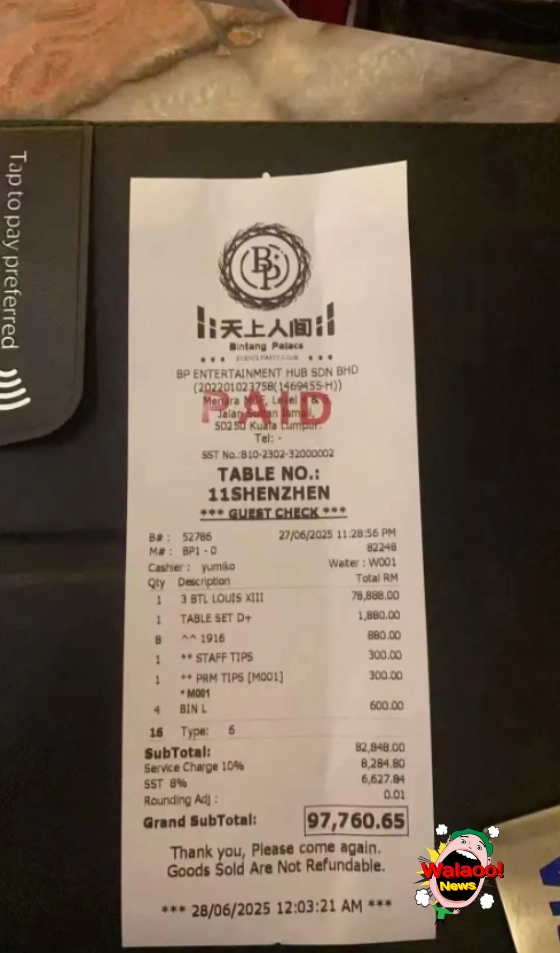 Tap to pay preferred
BP
天上人间
Bintang Palace
BP ENTERTAINMENT HUB SDN BHD
(202201023758(1469455-H))
PAID
Menara Level
Jalan Sultan Ismail,
50250 Kuala Lumpur.
Tel: -
SST No.:B10-2302-32000002
TABLE NO.:
11SHENZHEN
*** GUEST CHECK ***
B# : 52786 27/06/2025 11:28:56 PM
M# : BP1 - 0 82248
Cashier : yumiko Waiter : W001
Qty Description Total RM
1 3 BTL LOUIS XIII 78,888.00
1 TABLE SET D+ 1,880.00
8 ^^ 1916 880.00
1 ** STAFF TIPS 300.00
1 ** PRM TIPS [M001] 300.00
* M001
4 BIN L 600.00
16 Type: 6
SubTotal: 82,848.00
Service Charge 10% 8,284.80
SST 8% 6,627.84
Rounding Adj : 0.01
Grand SubTotal: 97,760.65
Thank you, Please come again.
Goods Sold Are Not Refundable.
*** 28/06/2025 12:03:21 AM ***
Walaoo!
News